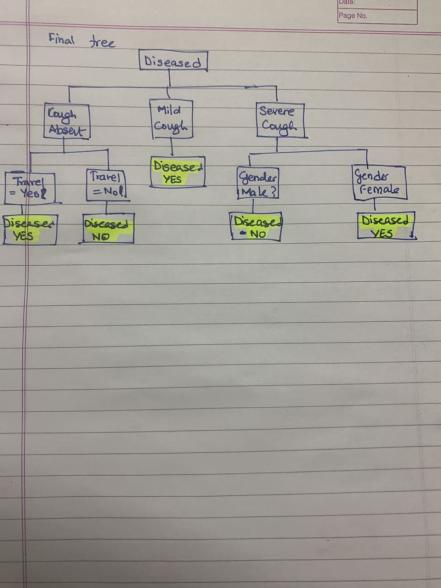 Data:
Page No.
Final tree
Diseased
Cough
Absent
Mild
Cough
Severe
Cough
Travel
= Yes?
Travel
= No?
Diseased
YES
Gender
Male?
Gender
Female
Diseased
YES
Diseased
NO
Diseased
= NO
Diseased
YES